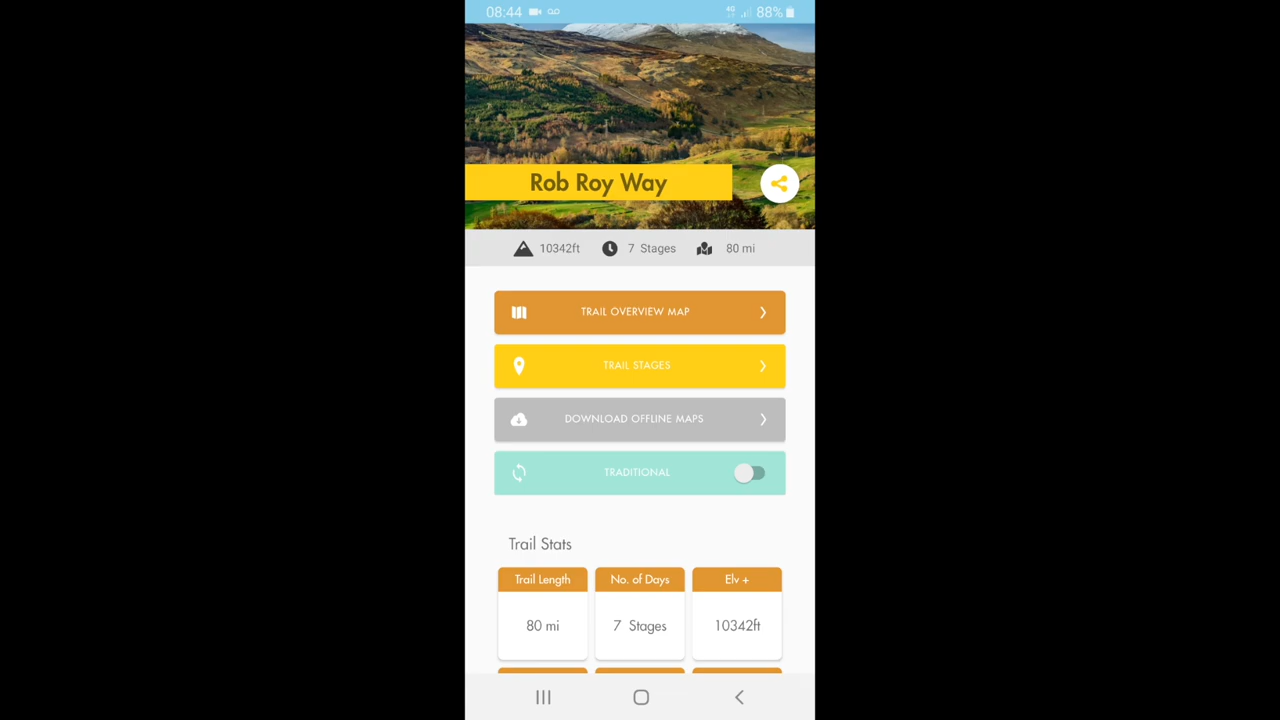 08:44
4G
88%
Rob Roy Way
10342ft 7 Stages 80 mi
TRAIL OVERVIEW MAP
TRAIL STAGES
DOWNLOAD OFFLINE MAPS
TRADITIONAL
Trail Stats
Trail Length No. of Days Elv +
80 mi 7 Stages 10342ft